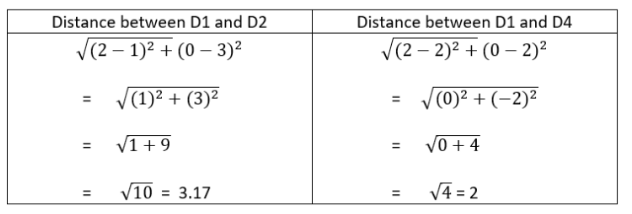 Distance between D1 and D2
√(2 − 1)² + (0 − 3)²
= √(1)² + (3)²
= √1 + 9
= √10 = 3.17
Distance between D1 and D4
√(2 − 2)² + (0 − 2)²
= √(0)² + (−2)²
= √0 + 4
= √4 = 2